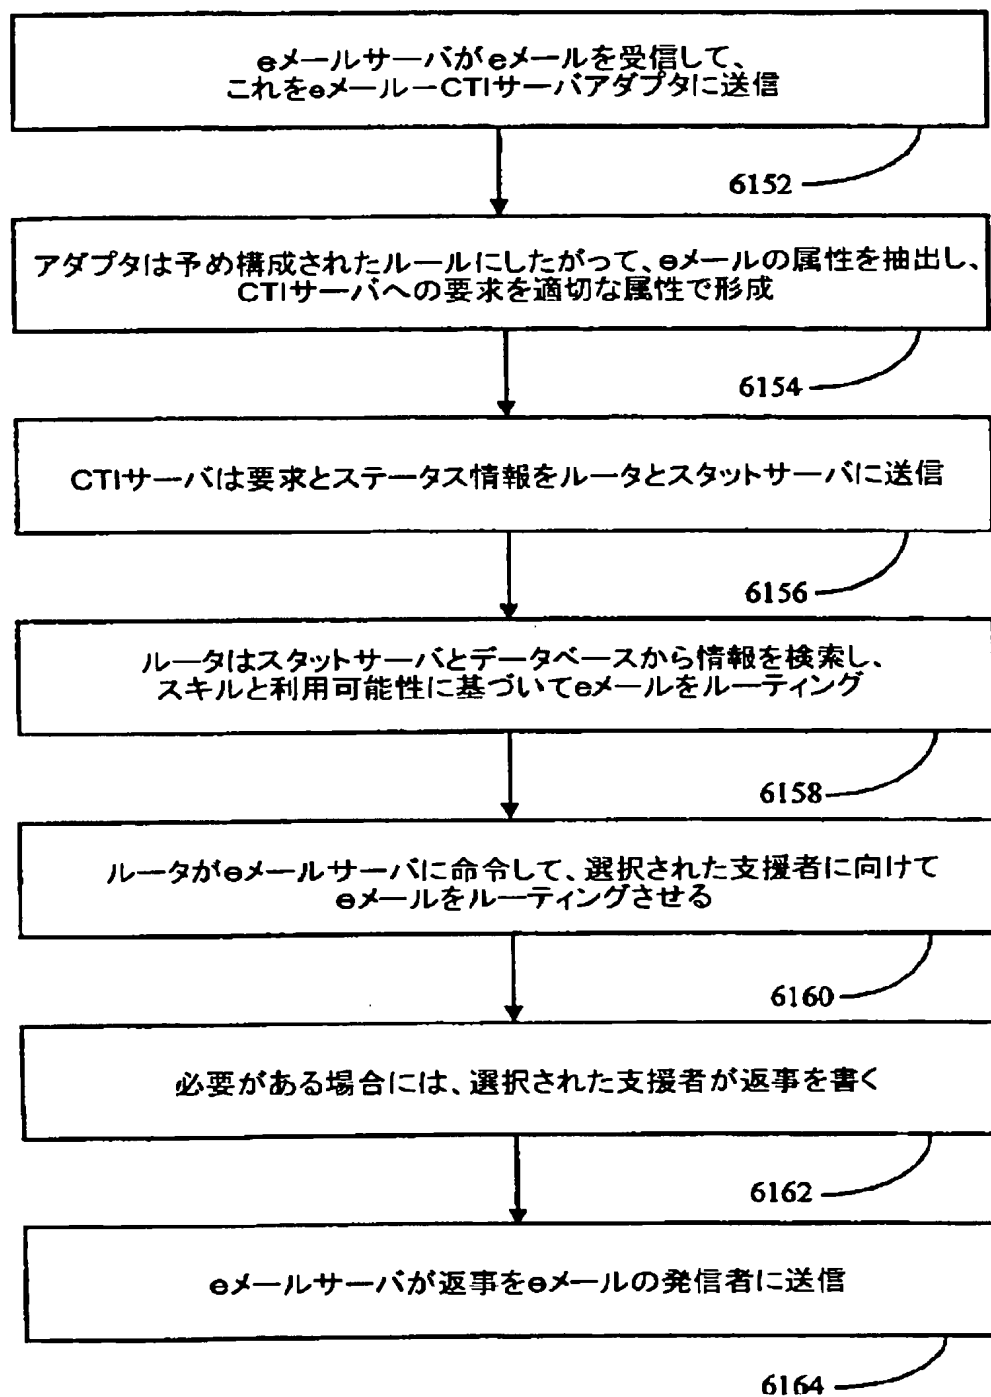 eメールサーバがeメールを受信して、
これをeメールーCTIサーバアダプタに送信
6152
アダプタは予め構成されたルールにしたがって、eメールの属性を抽出し、
CTIサーバへの要求を適切な属性で形成
6154
CTIサーバは要求とステータス情報をルータとスタットサーバに送信
6156
ルータはスタットサーバとデータベースから情報を検索し、
スキルと利用可能性に基づいてeメールをルーティング
6158
ルータがeメールサーバに命令して、選択された支援者に向けて
eメールをルーティングさせる
6160
必要がある場合には、選択された支援者が返事を書く
6162
eメールサーバが返事をeメールの発信者に送信
6164